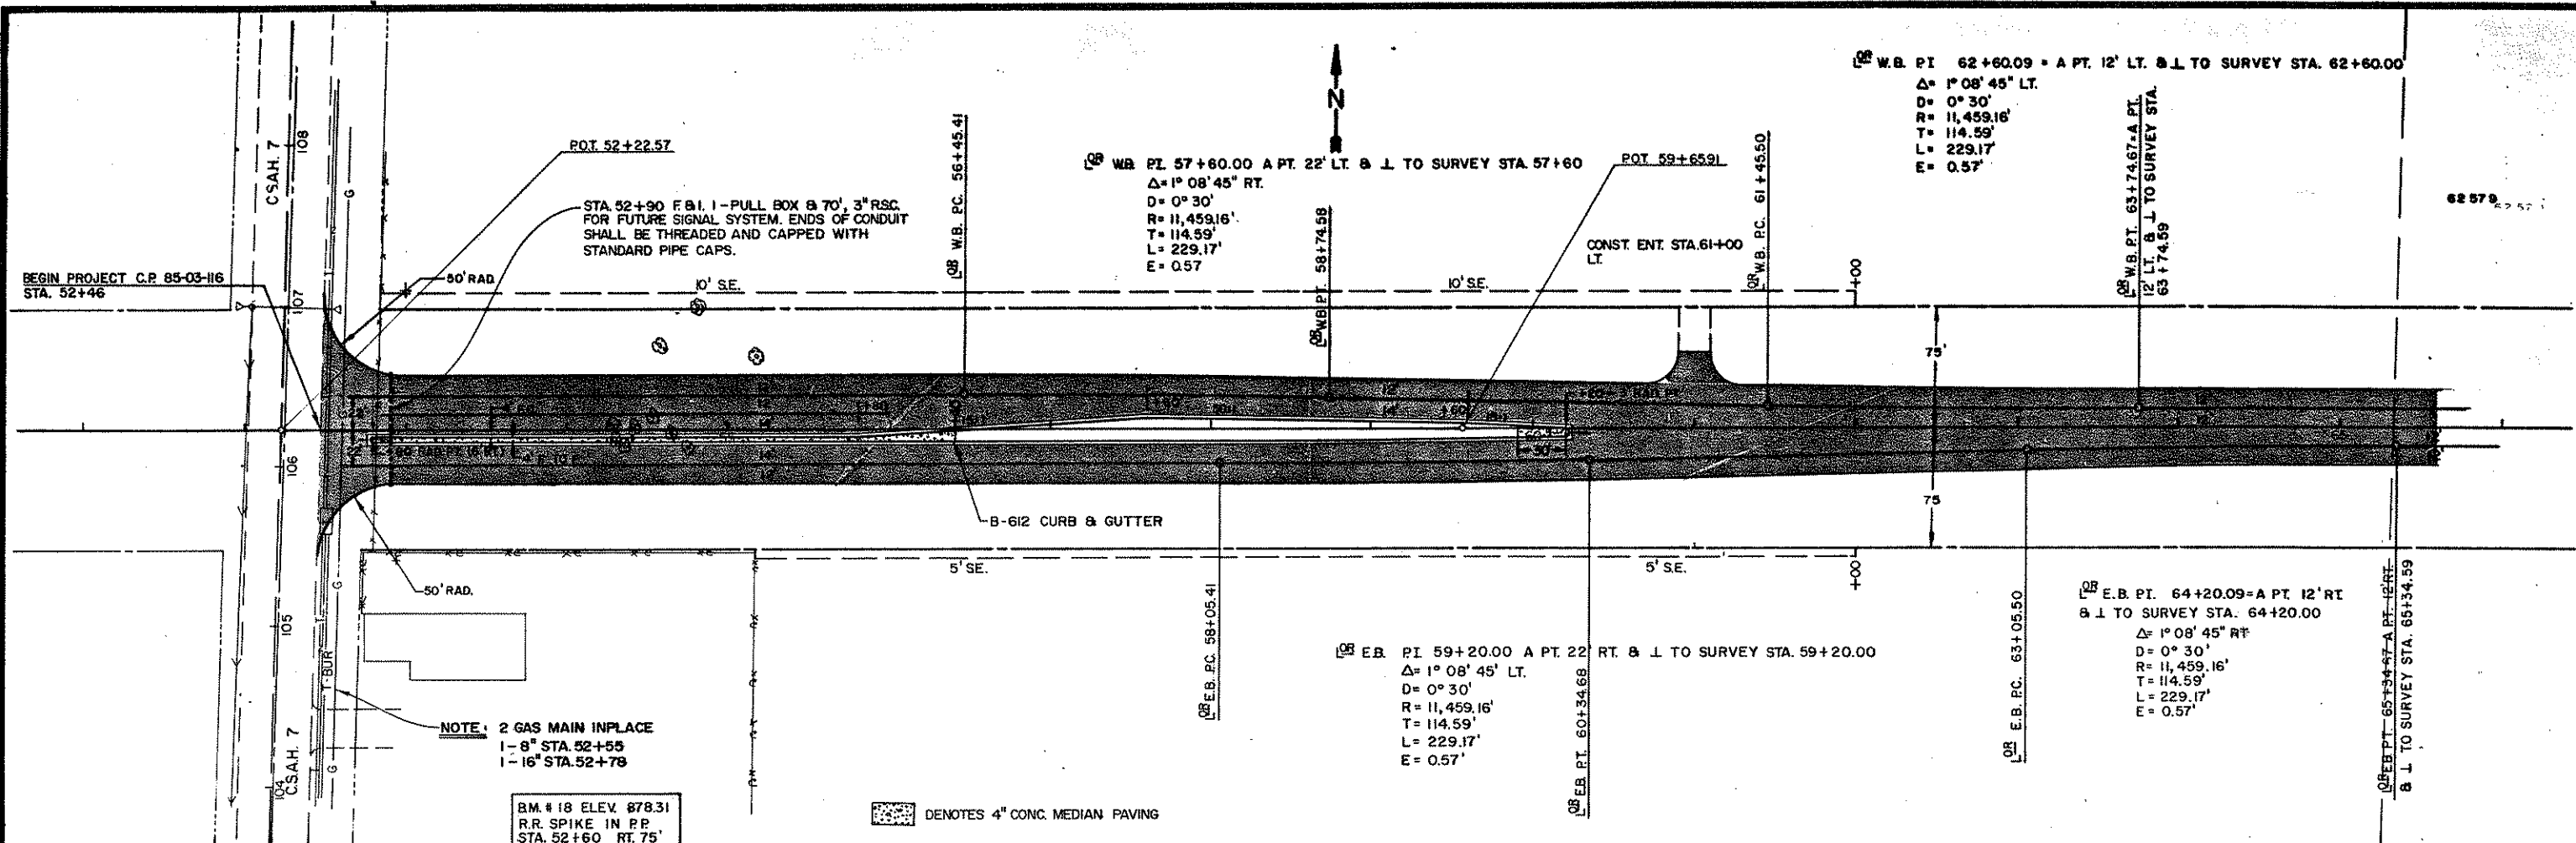 C.S.A.H. 7
108
107
106
105
104
C.S.A.H. 7
BEGIN PROJECT C.P. 85-03-116
STA. 52+46
P.O.T. 52+22.57
STA. 52+90 F.&I. 1-PULL BOX & 70', 3" R.S.C.
FOR FUTURE SIGNAL SYSTEM. ENDS OF CONDUIT
SHALL BE THREADED AND CAPPED WITH
STANDARD PIPE CAPS.
50' RAD.
10' S.E.
W.B. P.C. 56+45.41
N
W.B. P.I. 57+60.00 A PT. 22' LT. & ⊥ TO SURVEY STA. 57+60
Δ= 1° 08' 45" RT.
D= 0° 30'
R= 11,459.16'
T= 114.59'
L= 229.17'
E= 0.57
W.B. P.T. 58+74.58
P.O.T. 59+65.91
CONST. ENT. STA. 61+00
LT.
10' S.E.
W.B. P.C. 61+45.50
+00
W.B. P.I. 62+60.09 = A PT. 12' LT. & ⊥ TO SURVEY STA. 62+60.00
Δ= 1° 08' 45" LT.
D= 0° 30'
R= 11,459.16'
T= 114.59'
L= 229.17'
E= 0.57'
W.B. P.T. 63+74.67=A PT.
12' LT. & ⊥ TO SURVEY STA.
63+74.59
62579
75'
75
B-612 CURB & GUTTER
50' RAD.
5' S.E.
5' S.E.
+00
G
G
G
T-BUR
NOTE: 2 GAS MAIN INPLACE
1-8" STA. 52+55
1-16" STA. 52+78
B.M. # 18 ELEV. 878.31
R.R. SPIKE IN P.P.
STA. 52+60 RT. 75'
DENOTES 4" CONC. MEDIAN PAVING
E.B. P.C. 58+05.41
E.B. P.I. 59+20.00 A PT. 22' RT. & ⊥ TO SURVEY STA. 59+20.00
Δ= 1° 08' 45' LT.
D= 0° 30'
R= 11,459.16'
T= 114.59'
L= 229.17'
E= 0.57'
E.B. P.T. 60+34.68
E.B. P.C. 63+05.50
E.B. P.I. 64+20.09=A PT. 12' RT.
& ⊥ TO SURVEY STA. 64+20.00
Δ= 1° 08' 45" RT
D= 0° 30'
R= 11,459.16'
T= 114.59'
L= 229.17'
E= 0.57'
E.B. P.T. 65+34.67=A PT. 12' RT.
& ⊥ TO SURVEY STA. 65+34.59